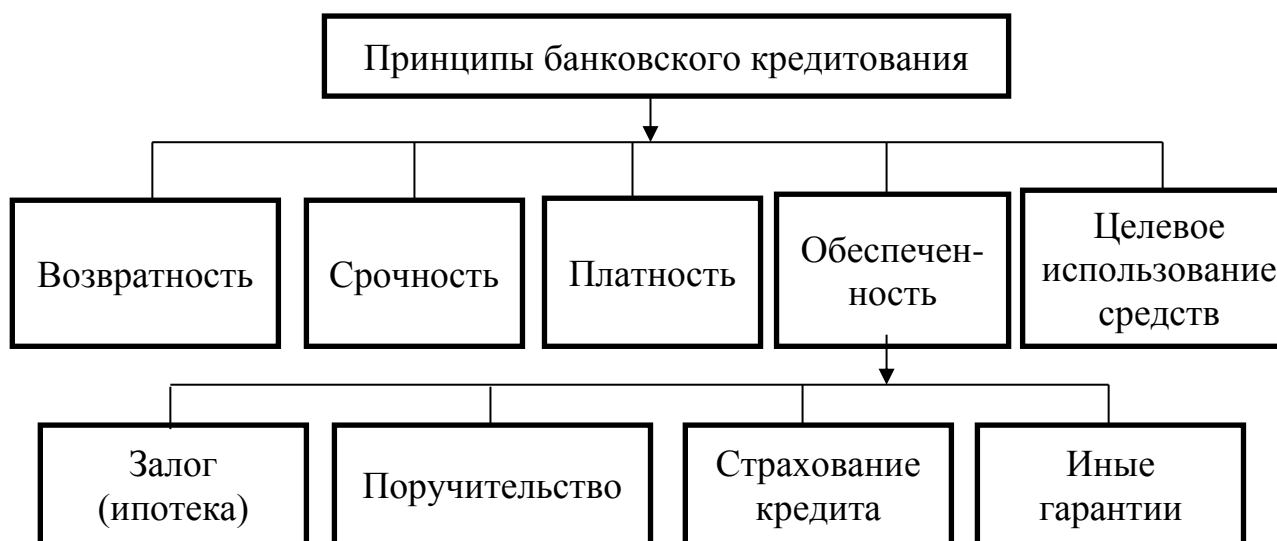 Принципы банковского кредитования
Возвратность
Срочность
Платность
Обеспечен-
ность
Целевое
использование
средств
Залог
(ипотека)
Поручительство
Страхование
кредита
Иные
гарантии